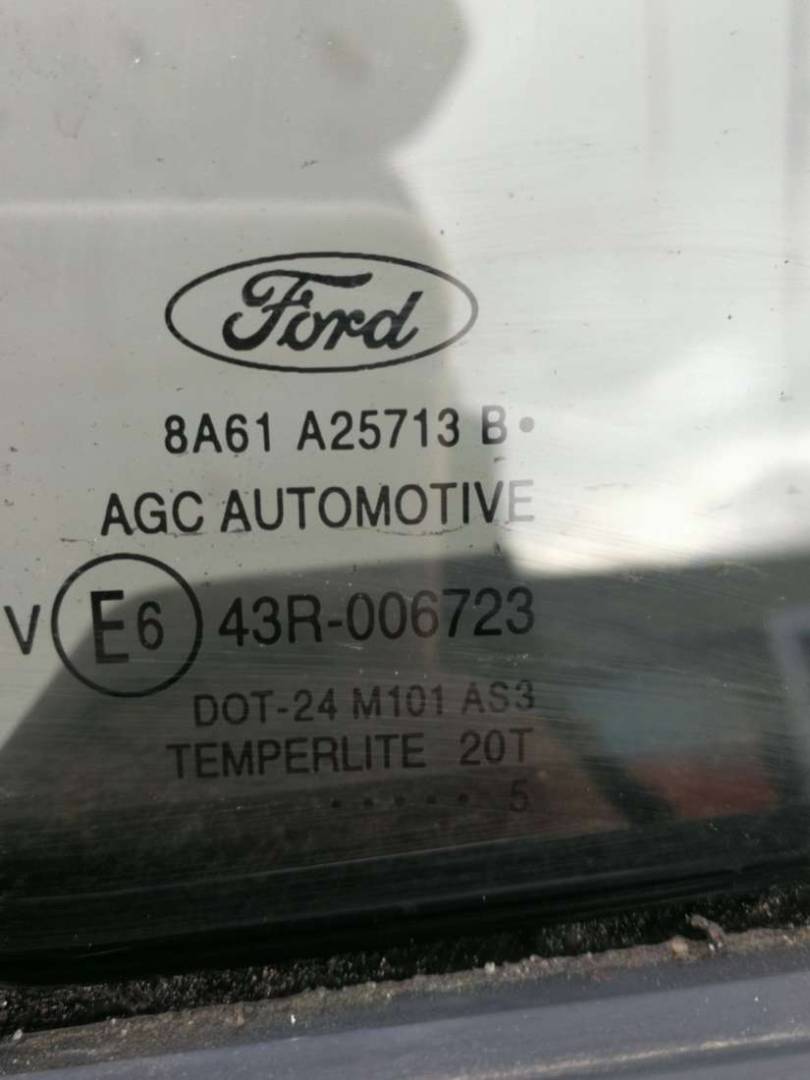 Ford
8A61 A25713 B•
AGC AUTOMOTIVE
V E6 43R-006723
DOT-24 M101 AS3
TEMPERLITE 20T
• • • • • 5